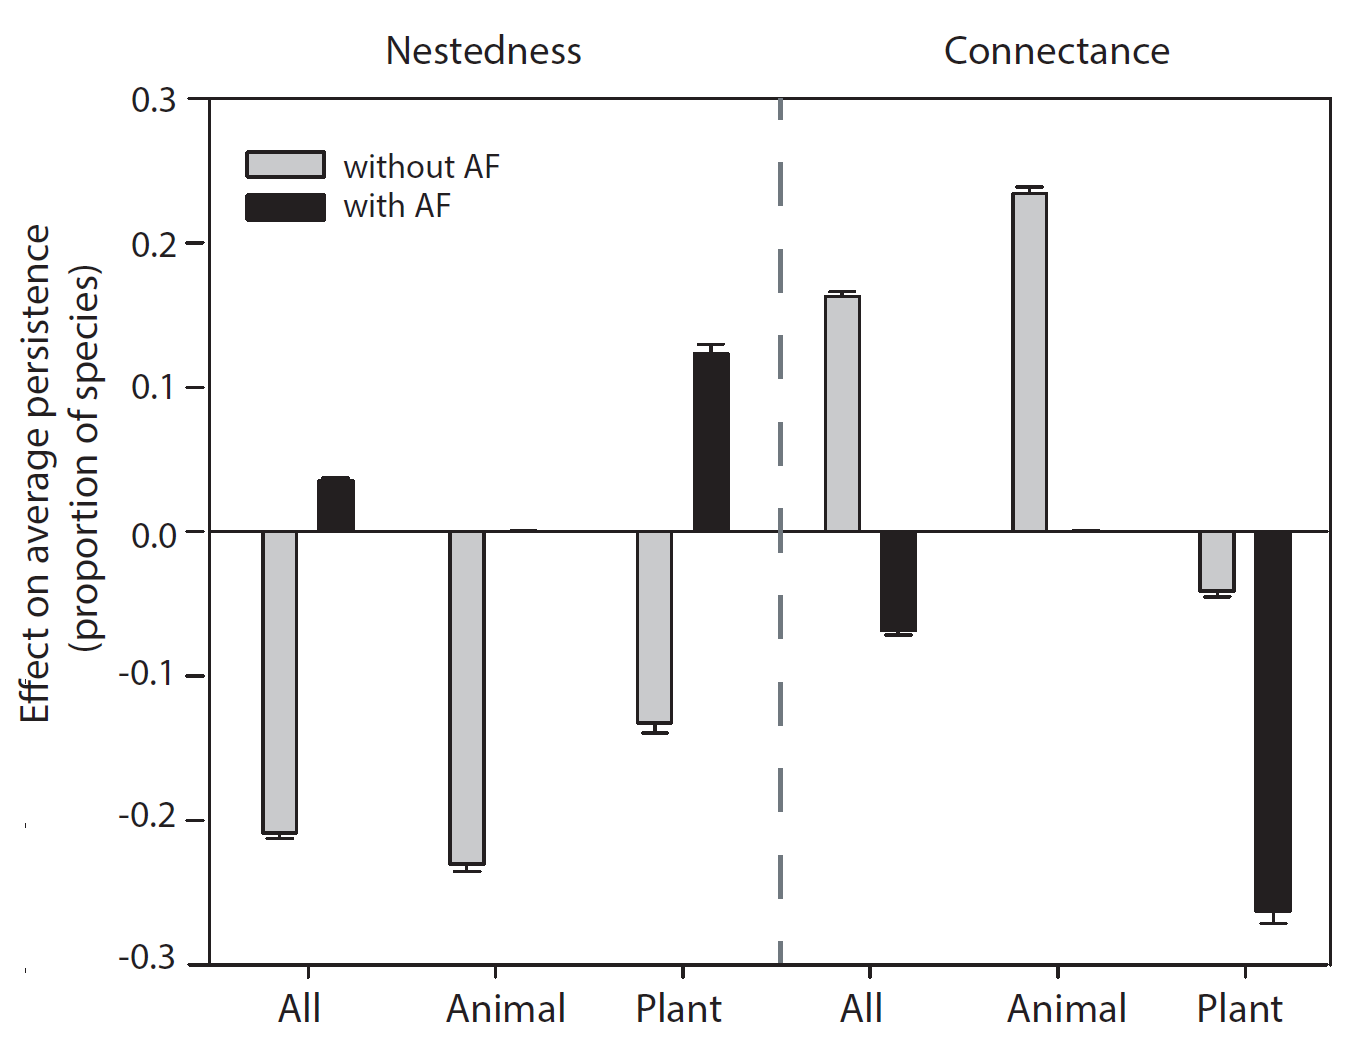 Nestedness
Connectance
without AF
with AF
Effect on average persistence
(proportion of species)
0.3
0.2
0.1
0.0
-0.1
-0.2
-0.3
All
Animal
Plant
All
Animal
Plant